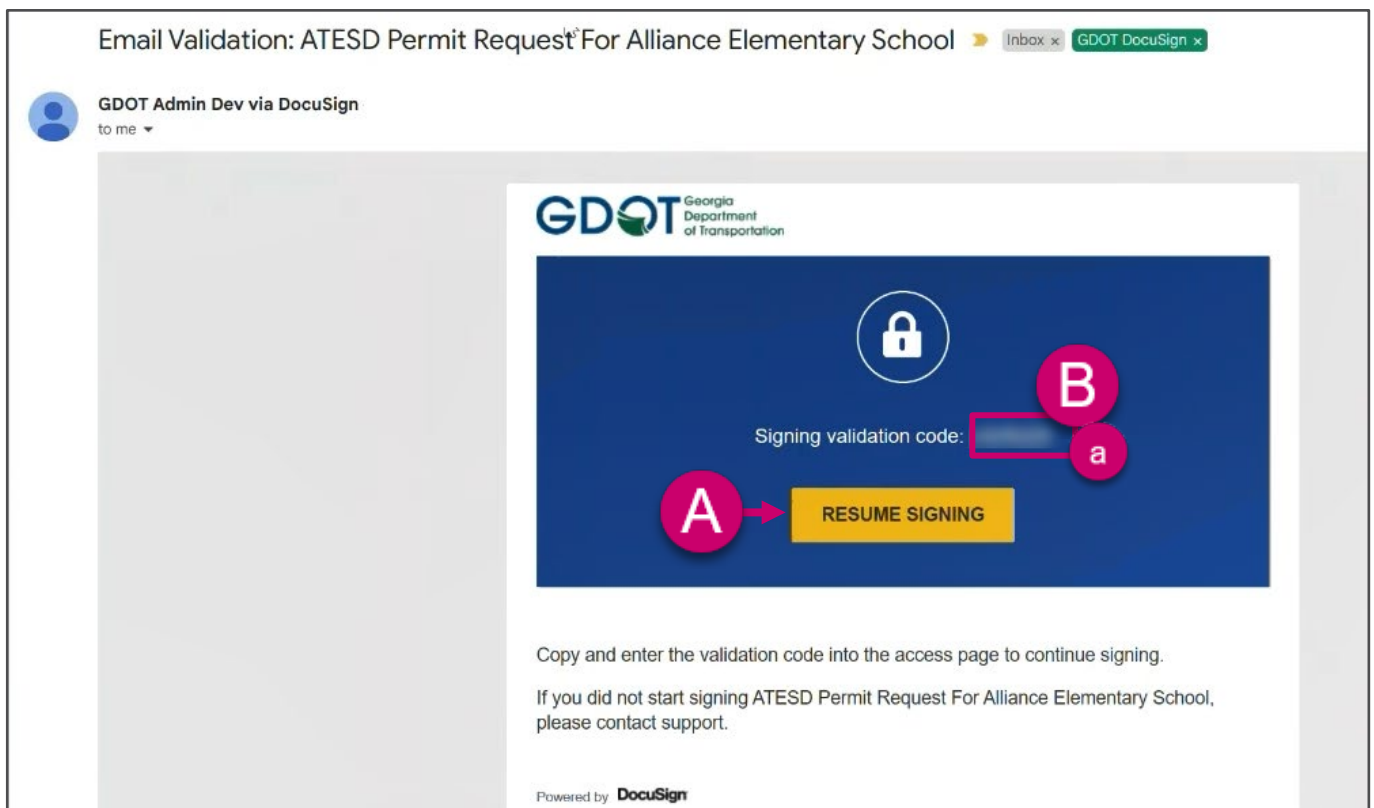 Email Validation: ATESD Permit Request For Alliance Elementary School Inbox x GDOT DocuSign x
GDOT Admin Dev via DocuSign
to me
GDOT Georgia
Department
of Transportation
B
Signing validation code:
a
A RESUME SIGNING
Copy and enter the validation code into the access page to continue signing.
If you did not start signing ATESD Permit Request For Alliance Elementary School,
please contact support.
Powered by DocuSign